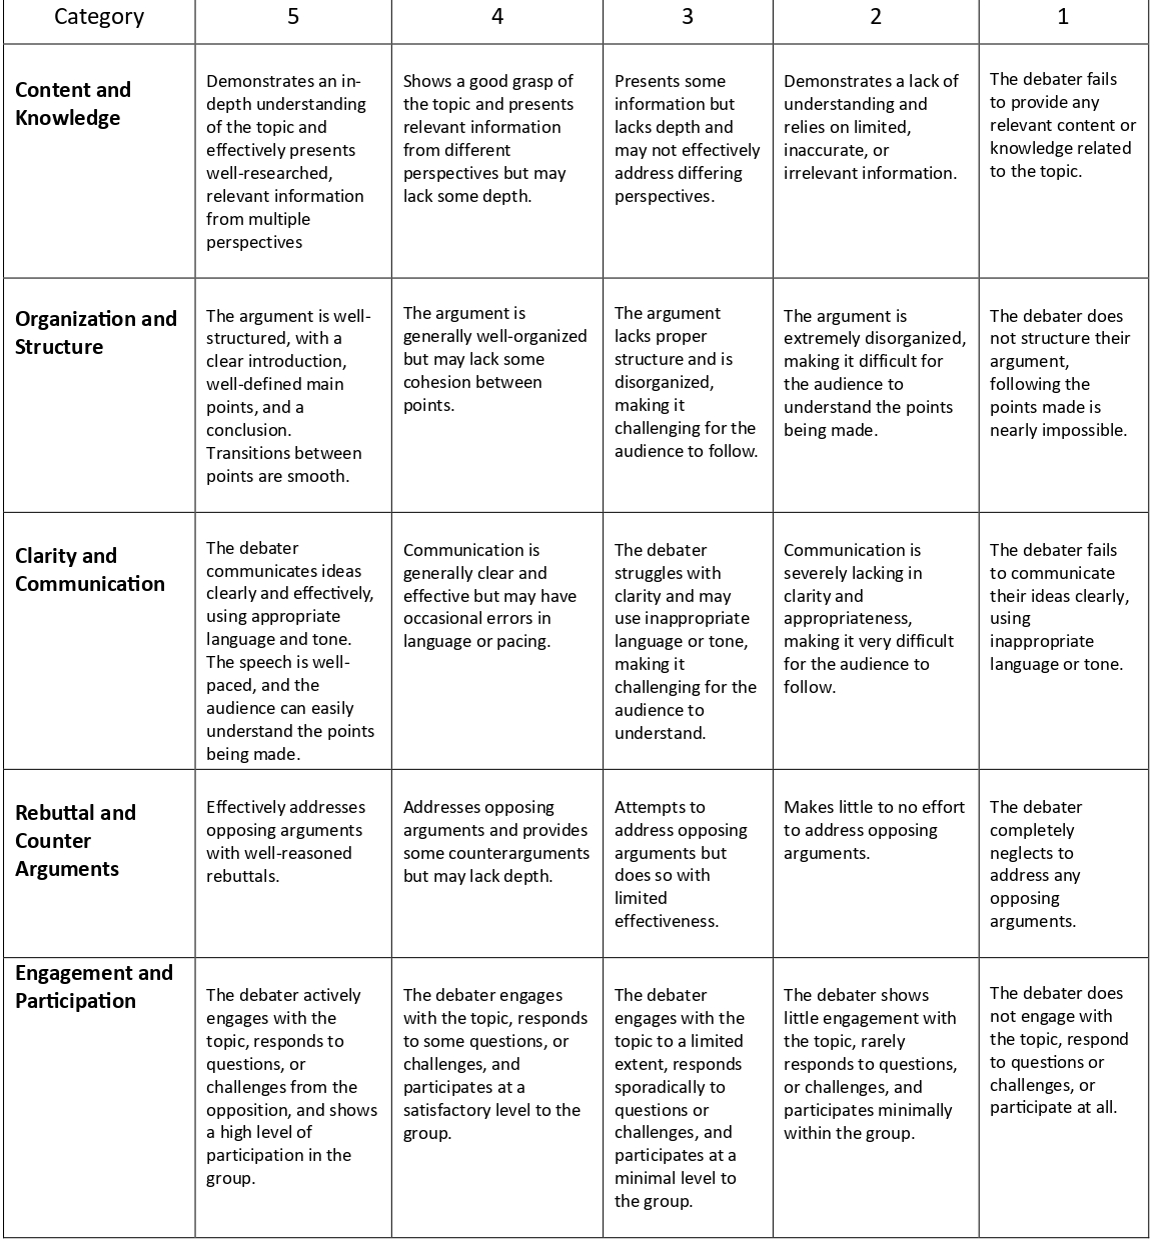 Category 5 4 3 2 1
Content and
Knowledge
Demonstrates an in-
depth understanding
of the topic and
effectively presents
well-researched,
relevant information
from multiple
perspectives
Shows a good grasp of
the topic and presents
relevant information
from different
perspectives but may
lack some depth.
Presents some
information but
lacks depth and
may not effectively
address differing
perspectives.
Demonstrates a lack of
understanding and
relies on limited,
inaccurate, or
irrelevant information.
The debater fails
to provide any
relevant content or
knowledge related
to the topic.
Organization and
Structure
The argument is well-
structured, with a
clear introduction,
well-defined main
points, and a
conclusion.
Transitions between
points are smooth.
The argument is
generally well-organized
but may lack some
cohesion between
points.
The argument
lacks proper
structure and is
disorganized,
making it
challenging for the
audience to follow.
The argument is
extremely disorganized,
making it difficult for
the audience to
understand the points
being made.
The debater does
not structure their
argument,
following the
points made is
nearly impossible.
Clarity and
Communication
The debater
communicates ideas
clearly and effectively,
using appropriate
language and tone.
The speech is well-
paced, and the
audience can easily
understand the points
being made.
Communication is
generally clear and
effective but may have
occasional errors in
language or pacing.
The debater
struggles with
clarity and may
use inappropriate
language or tone,
making it
challenging for the
audience to
understand.
Communication is
severely lacking in
clarity and
appropriateness,
making it very difficult
for the audience to
follow.
The debater fails
to communicate
their ideas clearly,
using
inappropriate
language or tone.
Rebuttal and
Counter
Arguments
Effectively addresses
opposing arguments
with well-reasoned
rebuttals.
Addresses opposing
arguments and provides
some counterarguments
but may lack depth.
Attempts to
address opposing
arguments but
does so with
limited
effectiveness.
Makes little to no effort
to address opposing
arguments.
The debater
completely
neglects to
address any
opposing
arguments.
Engagement and
Participation
The debater actively
engages with the
topic, responds to
questions, or
challenges from the
opposition, and shows
a high level of
participation in the
group.
The debater engages
with the topic, responds
to some questions, or
challenges, and
participates at a
satisfactory level to the
group.
The debater
engages with the
topic to a limited
extent, responds
sporadically to
questions or
challenges, and
participates at a
minimal level to
the group.
The debater shows
little engagement with
the topic, rarely
responds to questions,
or challenges, and
participates minimally
within the group.
The debater does
not engage with
the topic, respond
to questions or
challenges, or
participate at all.